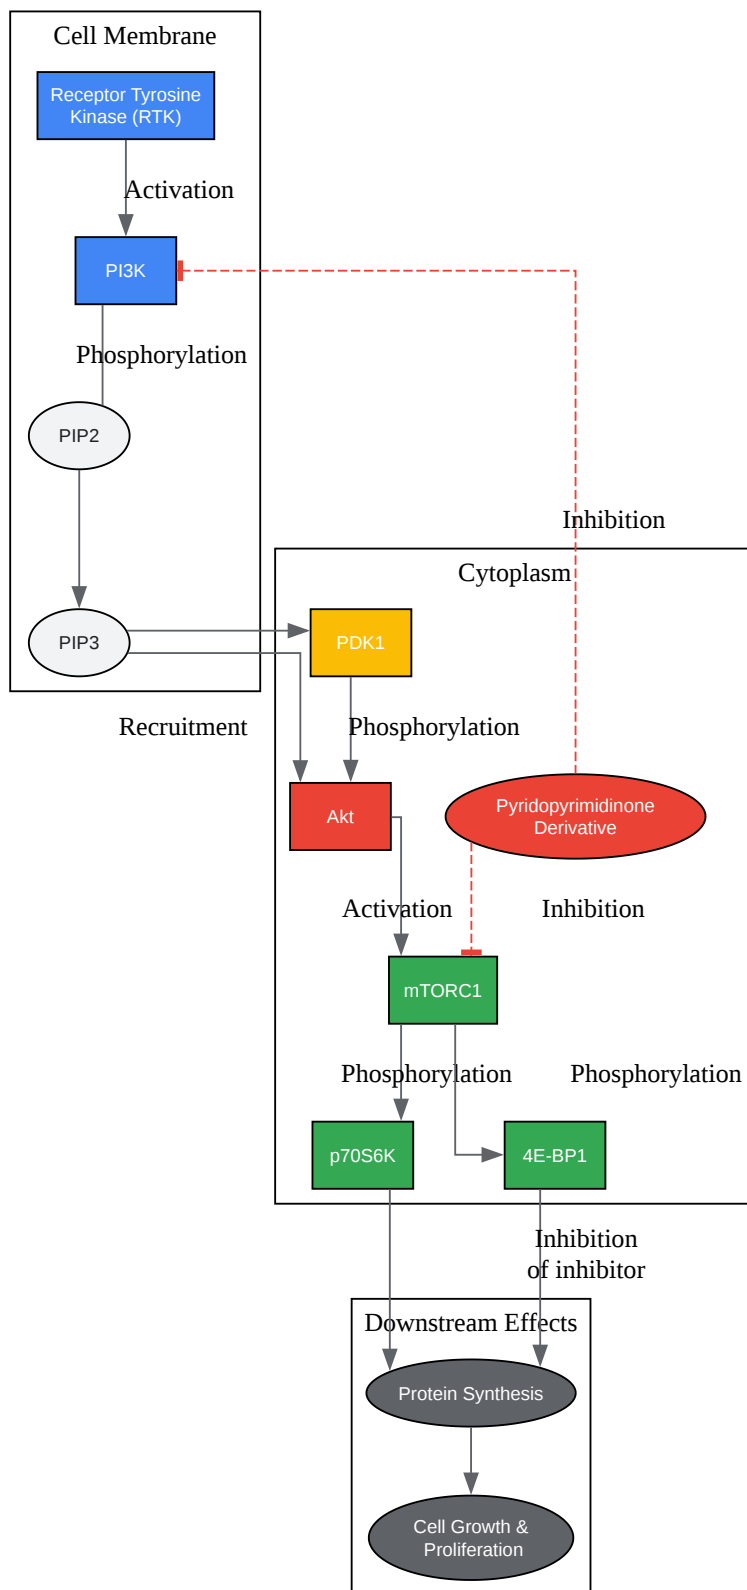 Cell Membrane
Receptor Tyrosine
Kinase (RTK)
Activation
PI3K
Phosphorylation
PIP2
Inhibition
Cytoplasm
PIP3
PDK1
Recruitment
Phosphorylation
Akt
Pyridopyrimidinone
Derivative
Activation
Inhibition
mTORC1
Phosphorylation
Phosphorylation
p70S6K
4E-BP1
Inhibition
of inhibitor
Downstream Effects
Protein Synthesis
Cell Growth &
Proliferation